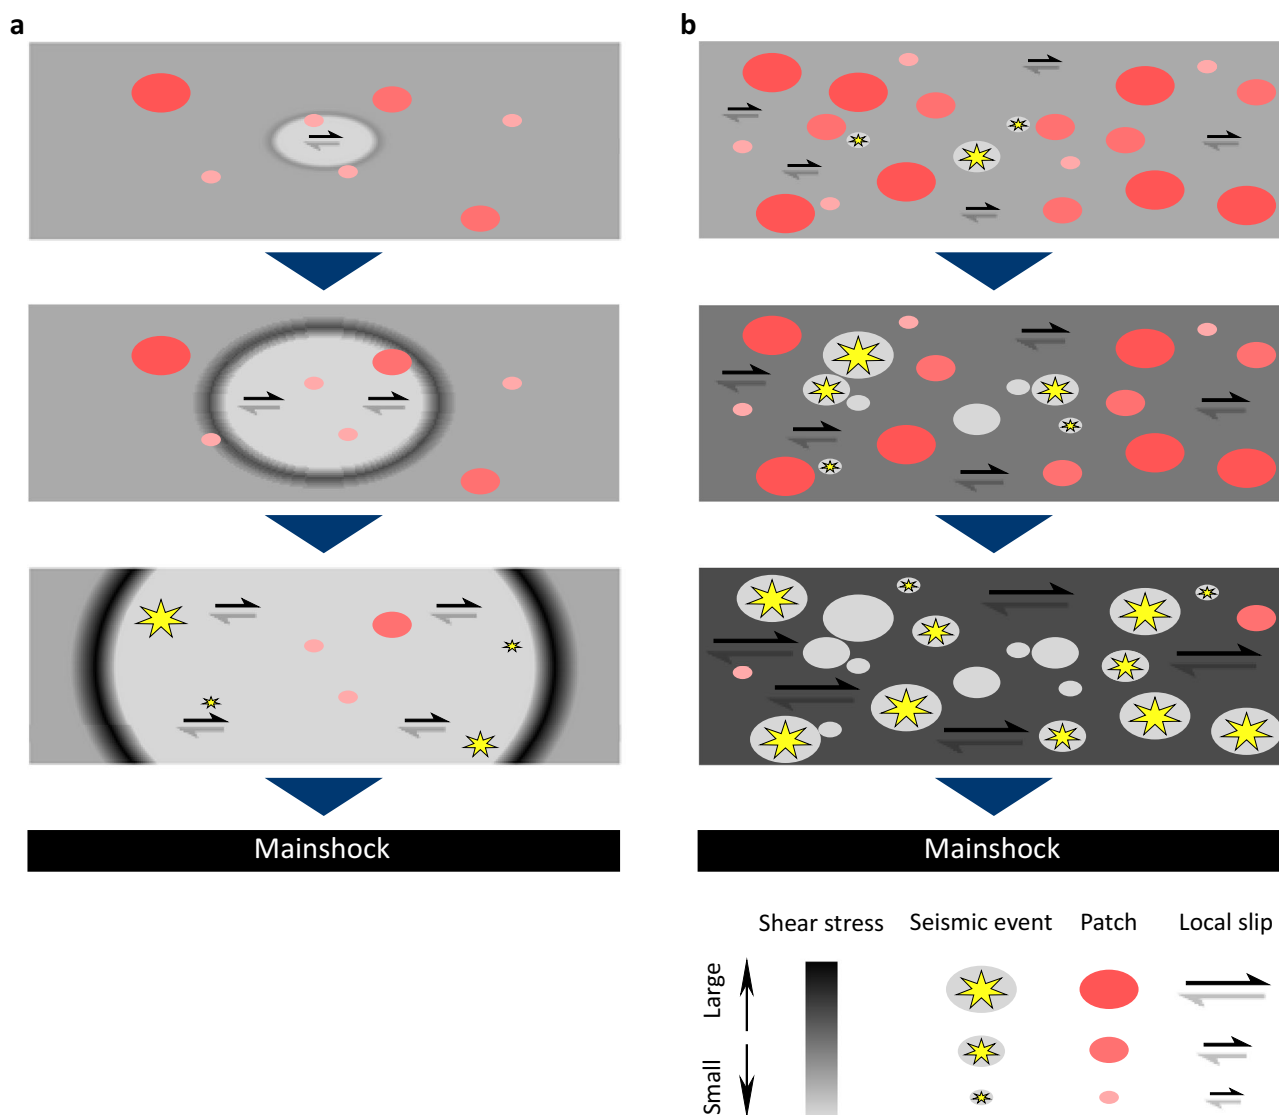 a
b
Mainshock
Mainshock
Shear stress
Seismic event
Patch
Local slip
Large
Small